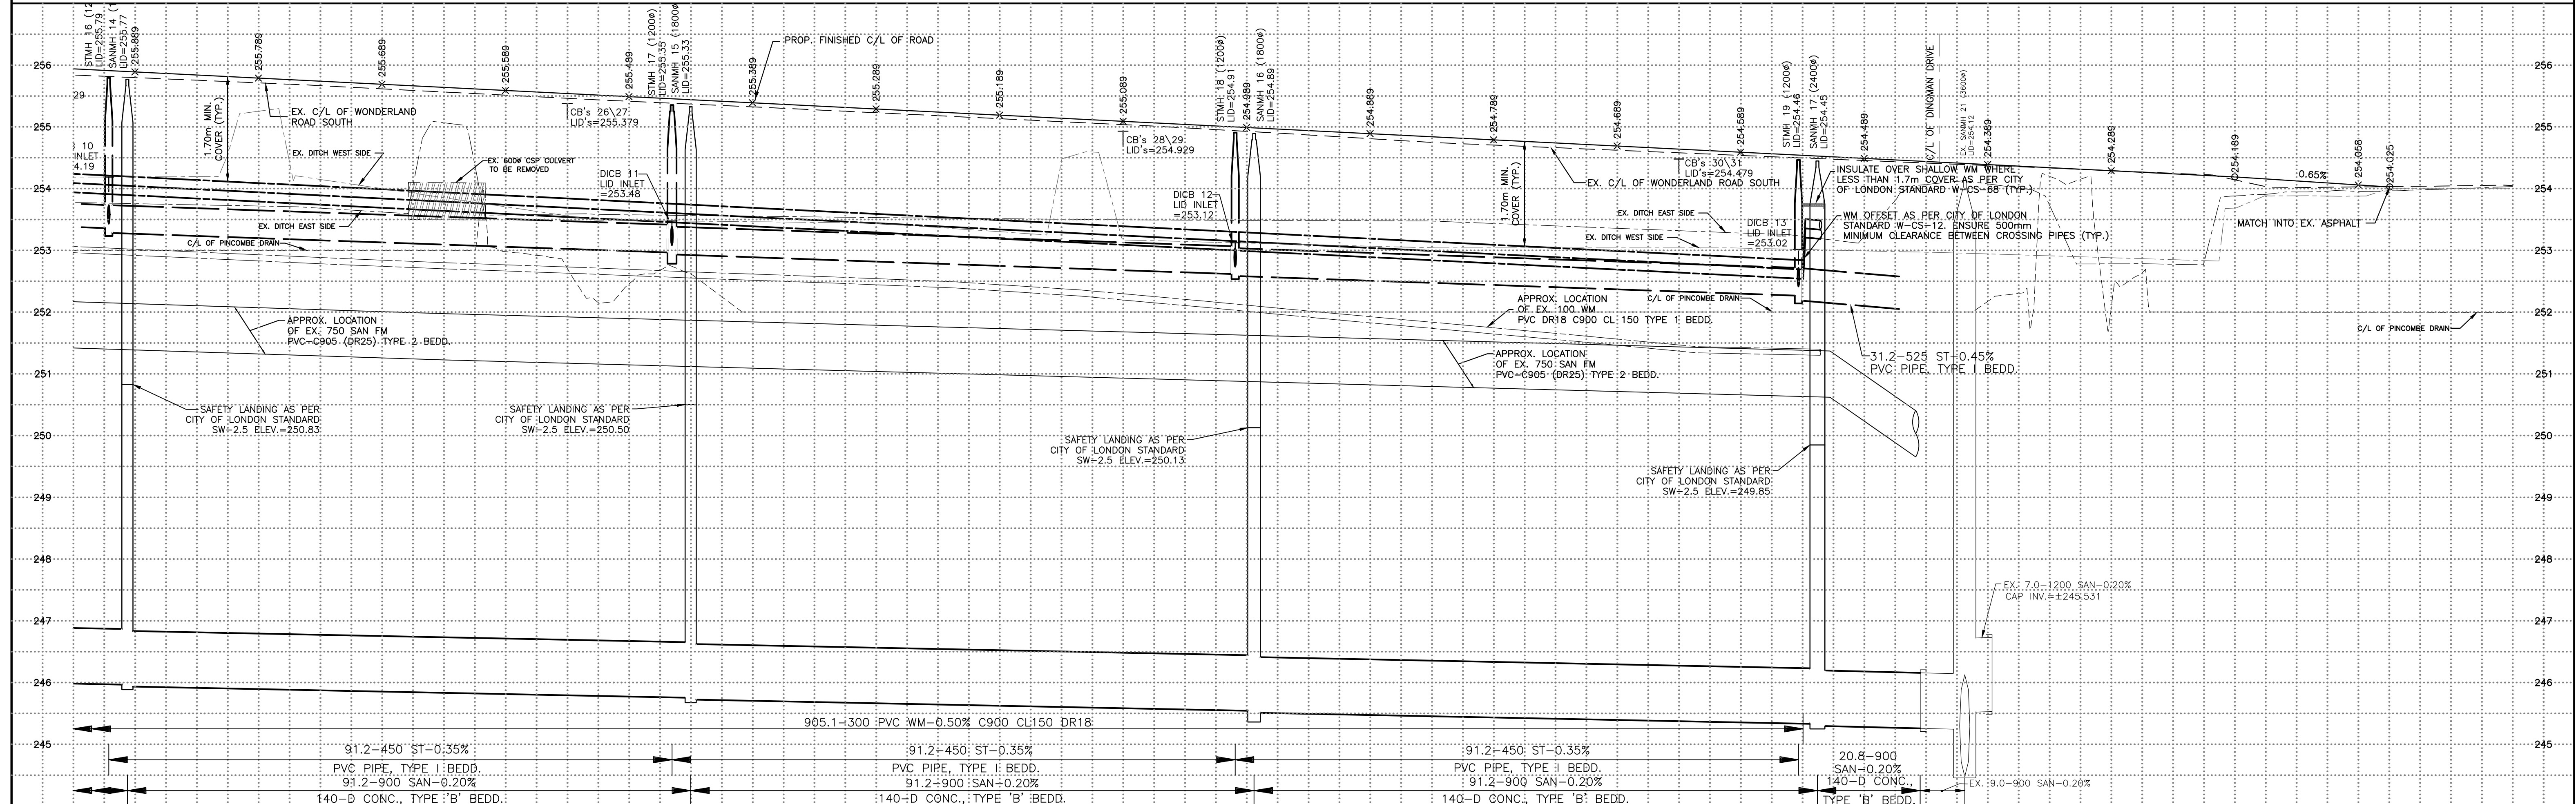 256
255
254
253
252
251
250
249
248
247
246
245
STMH 16
LID=255.79
SANMH 14
LID=255.77
255.889
255.789
255.689
255.589
255.489
STMH 17 (1200ø)
LID=255.35
SANMH 15 (1800ø)
LID=255.33
255.389
255.289
255.189
255.089
STMH 18 (1200ø)
LID=254.91
254.989
SANMH 16 (1800ø)
LID=254.89
254.889
254.789
254.689
254.589
STMH 19 (1200ø)
LID=254.46
SANMH 17 (2400ø)
LID=254.45
254.489
C/L OF DINGMAN DRIVE
EX. SANMH 21 (3600ø)
LID=254.12
254.389
254.289
254.189
0.65%
254.058
254.025
PROP. FINISHED C/L OF ROAD
29
10
INLET
4.19
1.70m MIN.
COVER (TYP.)
EX. C/L OF WONDERLAND
ROAD SOUTH
EX. DITCH WEST SIDE
EX. 600ø CSP CULVERT
TO BE REMOVED
EX. DITCH EAST SIDE
C/L OF PINCOMBE DRAIN
CB's 26\27
LID's=255.379
DICB 11
LID INLET
=253.48
CB's 28\29
LID's=254.929
DICB 12
LID INLET
=253.12
1.70m MIN.
COVER (TYP.)
CB's 30\31
LID's=254.479
EX. C/L OF WONDERLAND ROAD SOUTH
EX. DITCH EAST SIDE
EX. DITCH WEST SIDE
DICB 13
LID INLET
=253.02
INSULATE OVER SHALLOW WM WHERE
LESS THAN 1.7m COVER AS PER CITY
OF LONDON STANDARD W-CS-68 (TYP.)
WM OFFSET AS PER CITY OF LONDON
STANDARD W-CS-12. ENSURE 500mm
MINIMUM CLEARANCE BETWEEN CROSSING PIPES (TYP.)
MATCH INTO EX. ASPHALT
APPROX. LOCATION
OF EX. 750 SAN FM
PVC-C905 (DR25) TYPE 2 BEDD.
APPROX. LOCATION
OF EX. 100 WM
PVC DR18 C900 CL 150 TYPE 1 BEDD.
C/L OF PINCOMBE DRAIN
C/L OF PINCOMBE DRAIN
APPROX. LOCATION
OF EX. 750 SAN FM
PVC-C905 (DR25) TYPE 2 BEDD.
31.2-525 ST-0.45%
PVC PIPE, TYPE I BEDD.
SAFETY LANDING AS PER
CITY OF LONDON STANDARD
SW-2.5 ELEV.=250.83
SAFETY LANDING AS PER
CITY OF LONDON STANDARD
SW-2.5 ELEV.=250.50
SAFETY LANDING AS PER
CITY OF LONDON STANDARD
SW-2.5 ELEV.=250.13
SAFETY LANDING AS PER
CITY OF LONDON STANDARD
SW-2.5 ELEV.=249.85
EX. 7.0-1200 SAN-0.20%
CAP INV.=±245.531
905.1-300 PVC WM-0.50% C900 CL150 DR18
91.2-450 ST-0.35%
PVC PIPE, TYPE I BEDD.
91.2-900 SAN-0.20%
140-D CONC., TYPE 'B' BEDD.
91.2-450 ST-0.35%
PVC PIPE, TYPE I BEDD.
91.2-900 SAN-0.20%
140-D CONC., TYPE 'B' BEDD.
91.2-450 ST-0.35%
PVC PIPE, TYPE I BEDD.
91.2-900 SAN-0.20%
140-D CONC., TYPE 'B' BEDD.
20.8-900
SAN-0.20%
140-D CONC.,
TYPE 'B' BEDD.
EX. 9.0-900 SAN-0.20%
256
255
254
253
252
251
250
249
248
247
246
245